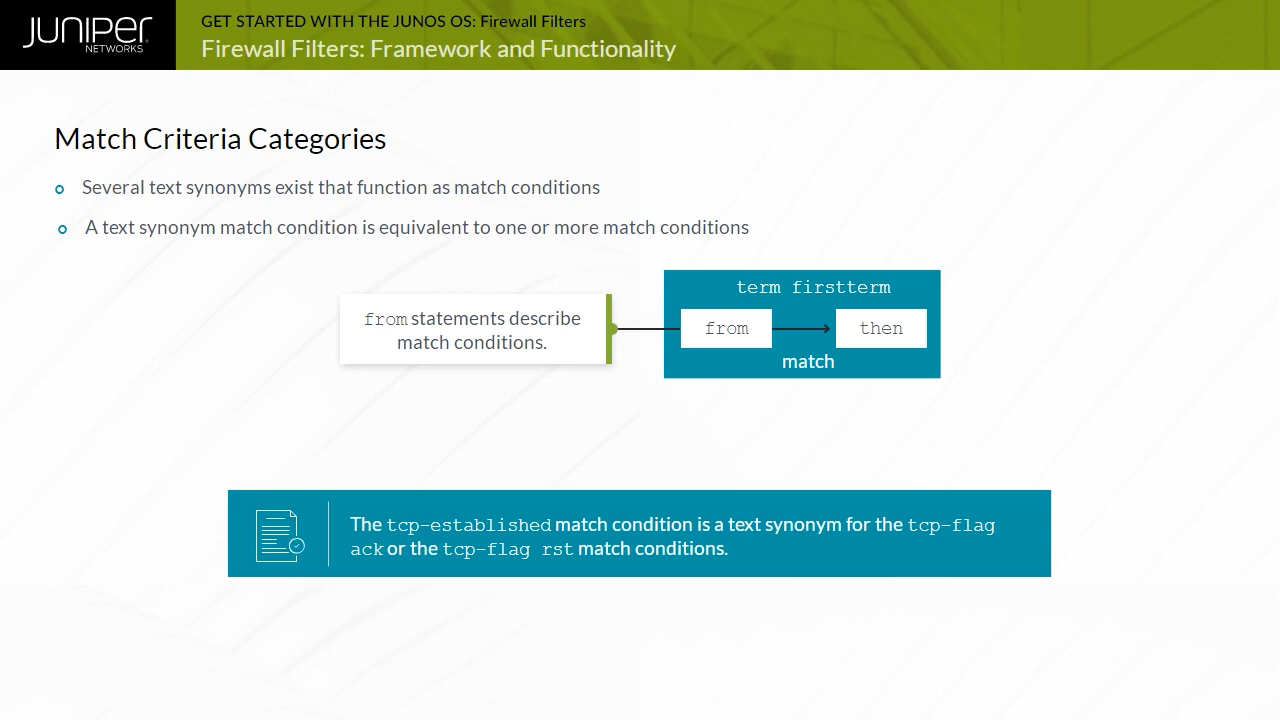 JUNIPER
NETWORKS
GET STARTED WITH THE JUNOS OS: Firewall Filters
Firewall Filters: Framework and Functionality
Match Criteria Categories
Several text synonyms exist that function as match conditions
A text synonym match condition is equivalent to one or more match conditions
from statements describe
match conditions.
term firstterm
from
then
match
The tcp-established match condition is a text synonym for the tcp-flag
ack or the tcp-flag rst match conditions.